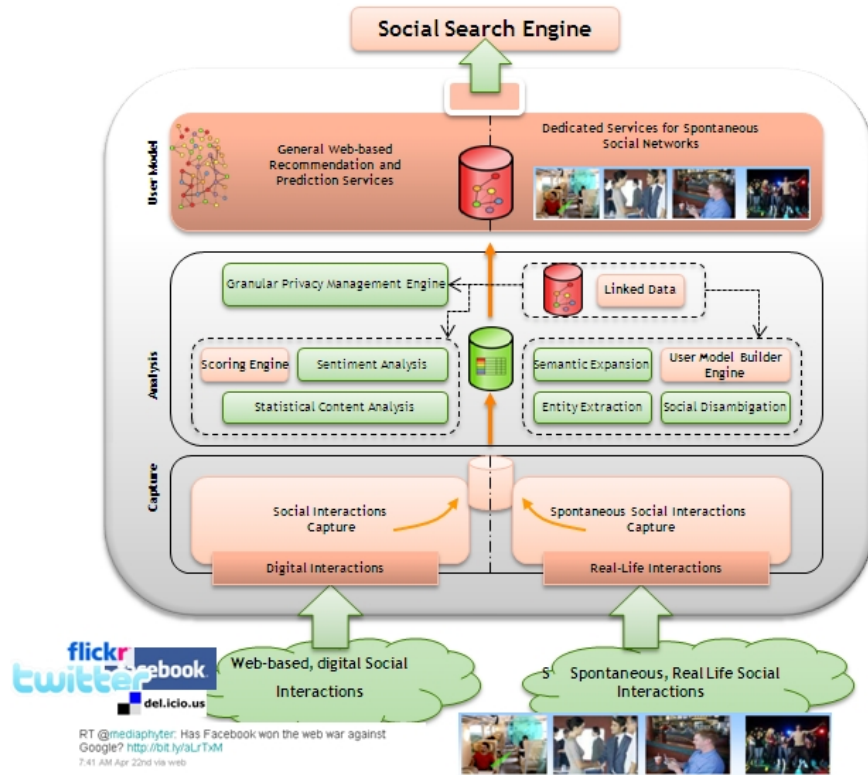 Social Search Engine
User Model
General Web-based
Recommendation and
Prediction Services
Dedicated Services for Spontaneous
Social Networks
Analysis
Granular Privacy Management Engine
Linked Data
Scoring Engine
Sentiment Analysis
Statistical Content Analysis
Semantic Expansion
User Model Builder
Engine
Entity Extraction
Social Disambigation
Capture
Social Interactions
Capture
Spontaneous Social Interactions
Capture
Digital Interactions
Real-Life Interactions
flickr
facebook
twitter
del.icio.us
Web-based, digital Social
Interactions
S Spontaneous, Real Life Social
Interactions
RT @mediaphyter: Has Facebook won the web war against
Google? http://bit.ly/aLrTxM
7:41 AM Apr 22nd via web